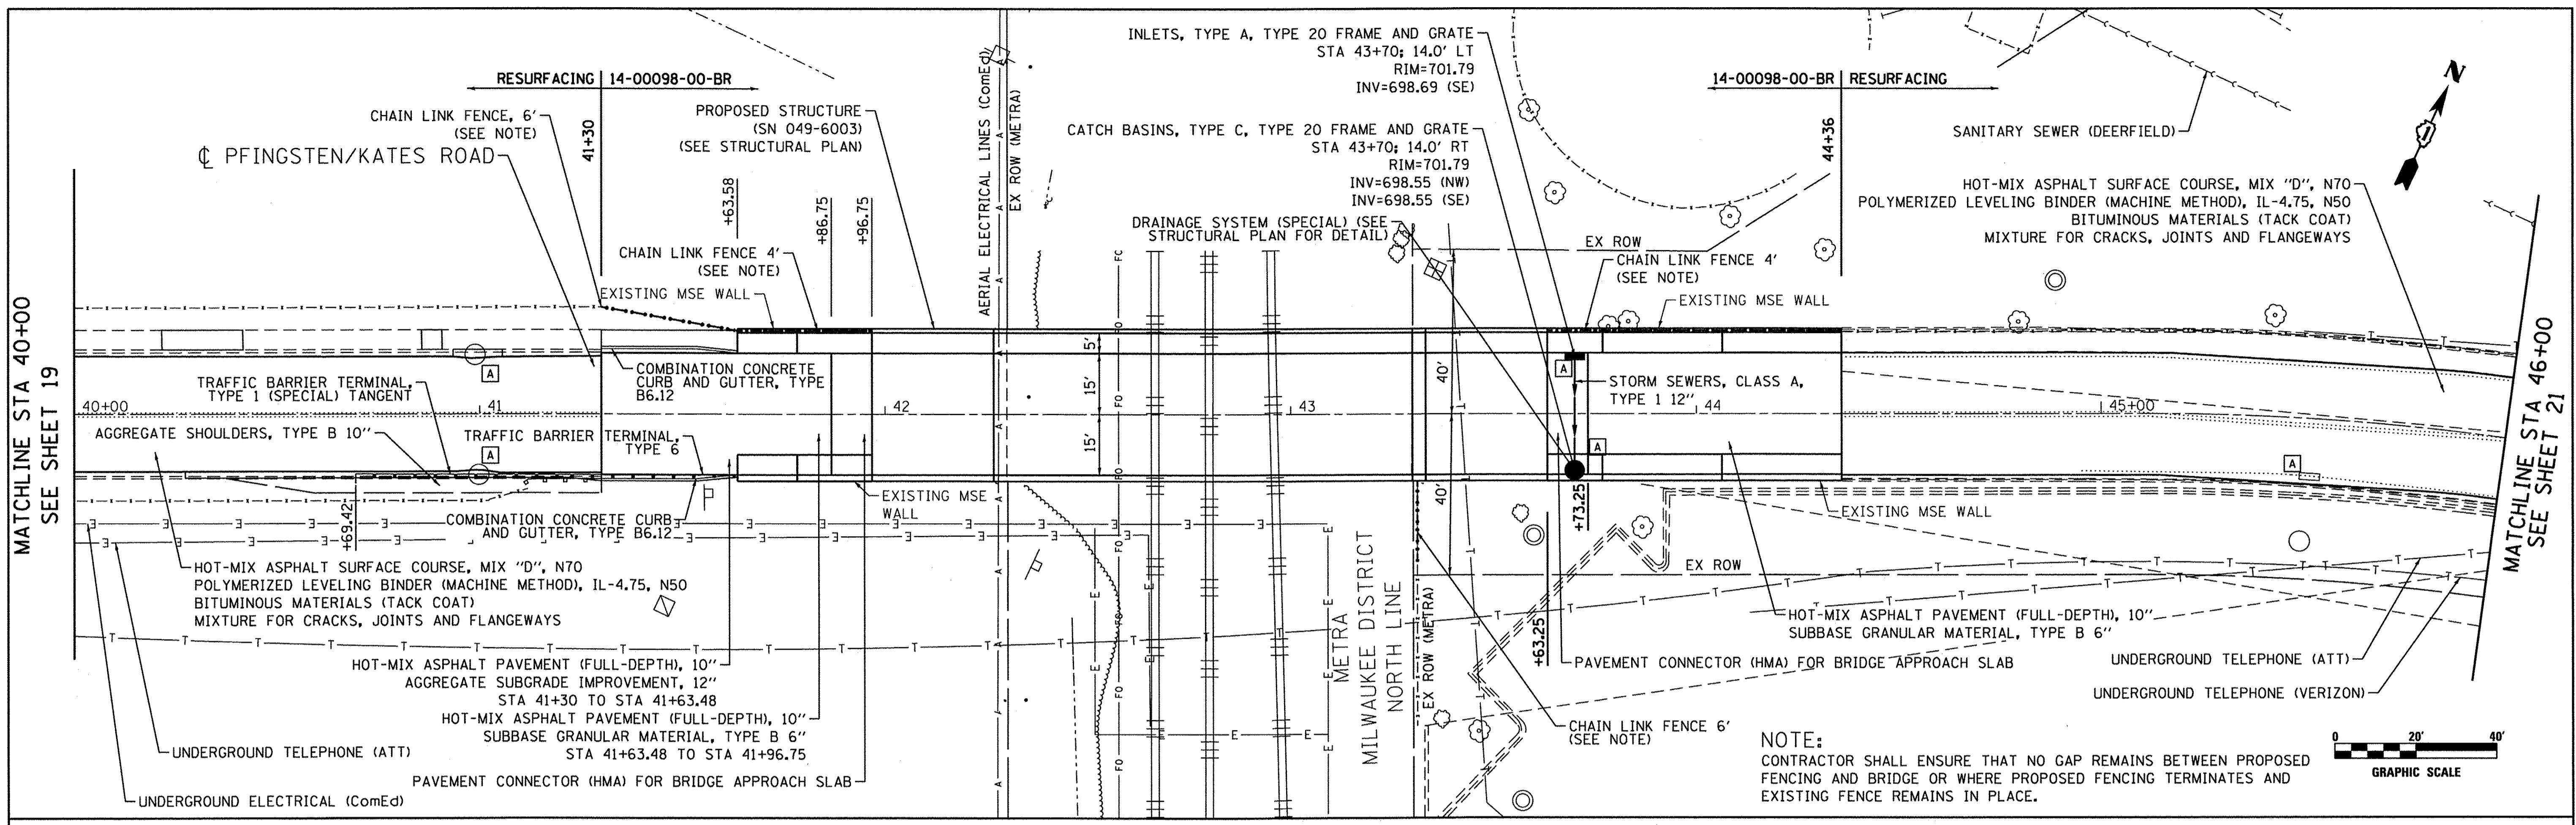 INLETS, TYPE A, TYPE 20 FRAME AND GRATE
STA 43+70; 14.0' LT
RIM=701.79
INV=698.69 (SE)
RESURFACING 14-00098-00-BR
14-00098-00-BR RESURFACING
N
CHAIN LINK FENCE, 6'
(SEE NOTE)
41+30
PROPOSED STRUCTURE
(SN 049-6003)
(SEE STRUCTURAL PLAN)
AERIAL ELECTRICAL LINES (ComEd)
EX ROW (METRA)
CATCH BASINS, TYPE C, TYPE 20 FRAME AND GRATE
STA 43+70; 14.0' RT
RIM=701.79
INV=698.55 (NW)
INV=698.55 (SE)
44+36
SANITARY SEWER (DEERFIELD)
℄ PFINGSTEN/KATES ROAD
+63.58
+86.75
+96.75
HOT-MIX ASPHALT SURFACE COURSE, MIX "D", N70
POLYMERIZED LEVELING BINDER (MACHINE METHOD), IL-4.75, N50
BITUMINOUS MATERIALS (TACK COAT)
MIXTURE FOR CRACKS, JOINTS AND FLANGEWAYS
DRAINAGE SYSTEM (SPECIAL) (SEE
STRUCTURAL PLAN FOR DETAIL)
CHAIN LINK FENCE 4'
(SEE NOTE)
EX ROW
CHAIN LINK FENCE 4'
(SEE NOTE)
EXISTING MSE WALL
EXISTING MSE WALL
MATCHLINE STA 40+00
SEE SHEET 19
MATCHLINE STA 46+00
SEE SHEET 21
5'
15'
15'
40'
40'
A
A
A
A
A
TRAFFIC BARRIER TERMINAL,
TYPE 1 (SPECIAL) TANGENT
COMBINATION CONCRETE
CURB AND GUTTER, TYPE
B6.12
STORM SEWERS, CLASS A,
TYPE 1 12"
40+00
41
42
43
44
45+00
AGGREGATE SHOULDERS, TYPE B 10"
TRAFFIC BARRIER TERMINAL,
TYPE 6
EXISTING MSE
WALL
+69.42
+73.25
EXISTING MSE WALL
COMBINATION CONCRETE CURB
AND GUTTER, TYPE B6.12
HOT-MIX ASPHALT SURFACE COURSE, MIX "D", N70
POLYMERIZED LEVELING BINDER (MACHINE METHOD), IL-4.75, N50
BITUMINOUS MATERIALS (TACK COAT)
MIXTURE FOR CRACKS, JOINTS AND FLANGEWAYS
METRA
MILWAUKEE DISTRICT
NORTH LINE
EX ROW (METRA)
EX ROW
+63.25
HOT-MIX ASPHALT PAVEMENT (FULL-DEPTH), 10"
SUBBASE GRANULAR MATERIAL, TYPE B 6"
PAVEMENT CONNECTOR (HMA) FOR BRIDGE APPROACH SLAB
UNDERGROUND TELEPHONE (ATT)
UNDERGROUND TELEPHONE (VERIZON)
HOT-MIX ASPHALT PAVEMENT (FULL-DEPTH), 10"
AGGREGATE SUBGRADE IMPROVEMENT, 12"
STA 41+30 TO STA 41+63.48
HOT-MIX ASPHALT PAVEMENT (FULL-DEPTH), 10"
SUBBASE GRANULAR MATERIAL, TYPE B 6"
STA 41+63.48 TO STA 41+96.75
UNDERGROUND TELEPHONE (ATT)
PAVEMENT CONNECTOR (HMA) FOR BRIDGE APPROACH SLAB
UNDERGROUND ELECTRICAL (ComEd)
CHAIN LINK FENCE 6'
(SEE NOTE)
NOTE:
CONTRACTOR SHALL ENSURE THAT NO GAP REMAINS BETWEEN PROPOSED
FENCING AND BRIDGE OR WHERE PROPOSED FENCING TERMINATES AND
EXISTING FENCE REMAINS IN PLACE.
0 20' 40'
GRAPHIC SCALE